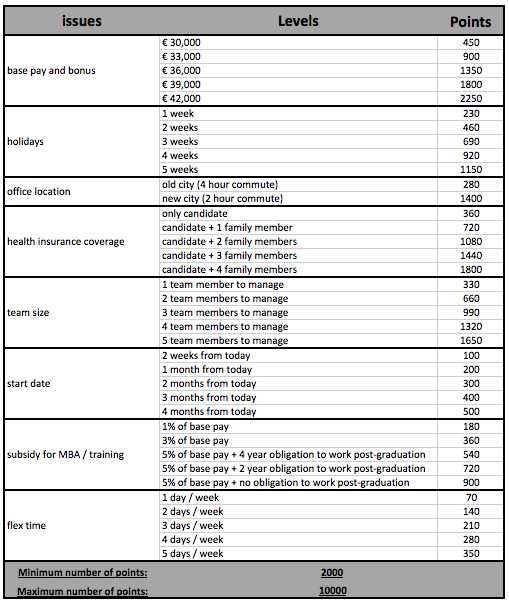 issues Levels Points
base pay and bonus
€ 30,000 450
€ 33,000 900
€ 36,000 1350
€ 39,000 1800
€ 42,000 2250
holidays
1 week 230
2 weeks 460
3 weeks 690
4 weeks 920
5 weeks 1150
office location
old city (4 hour commute) 280
new city (2 hour commute) 1400
health insurance coverage
only candidate 360
candidate + 1 family member 720
candidate + 2 family members 1080
candidate + 3 family members 1440
candidate + 4 family members 1800
team size
1 team member to manage 330
2 team members to manage 660
3 team members to manage 990
4 team members to manage 1320
5 team members to manage 1650
start date
2 weeks from today 100
1 month from today 200
2 months from today 300
3 months from today 400
4 months from today 500
subsidy for MBA / training
1% of base pay 180
3% of base pay 360
5% of base pay + 4 year obligation to work post-graduation 540
5% of base pay + 2 year obligation to work post-graduation 720
5% of base pay + no obligation to work post-graduation 900
flex time
1 day / week 70
2 days / week 140
3 days / week 210
4 days / week 280
5 days / week 350
Minimum number of points: 2000
Maximum number of points: 10000